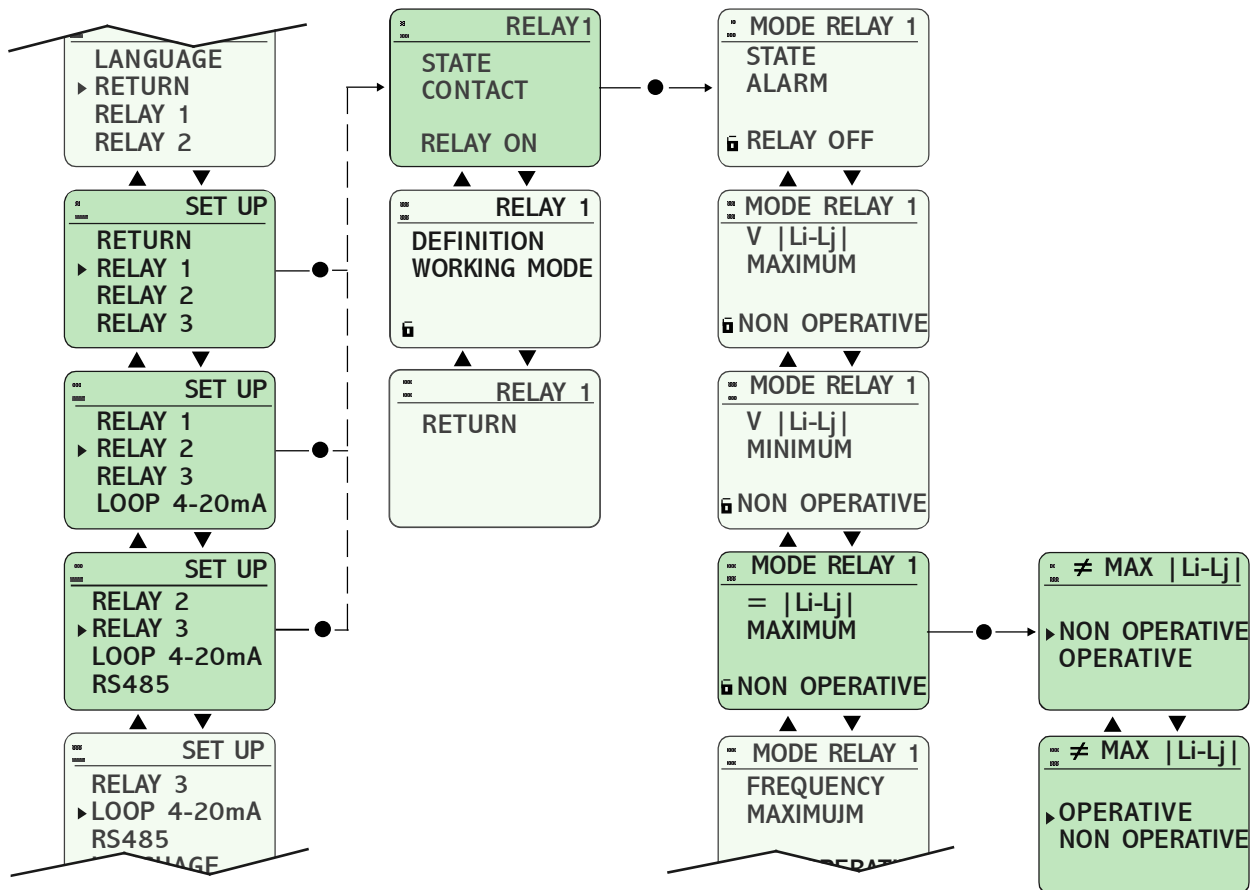 LANGUAGE
RETURN
RELAY 1
RELAY 2
SET UP
RETURN
RELAY 1
RELAY 2
RELAY 3
SET UP
RELAY 1
RELAY 2
RELAY 3
LOOP 4-20mA
SET UP
RELAY 2
RELAY 3
LOOP 4-20mA
RS485
SET UP
RELAY 3
LOOP 4-20mA
RS485
RELAY1
STATE
CONTACT
RELAY ON
RELAY 1
DEFINITION
WORKING MODE
RELAY 1
RETURN
MODE RELAY 1
STATE
ALARM
RELAY OFF
MODE RELAY 1
V |Li-Lj|
MAXIMUM
NON OPERATIVE
MODE RELAY 1
V |Li-Lj|
MINIMUM
NON OPERATIVE
MODE RELAY 1
= |Li-Lj|
MAXIMUM
NON OPERATIVE
MODE RELAY 1
FREQUENCY
MAXIMUJM
≠ MAX |Li-Lj|
NON OPERATIVE
OPERATIVE
≠ MAX |Li-Lj|
OPERATIVE
NON OPERATIVE